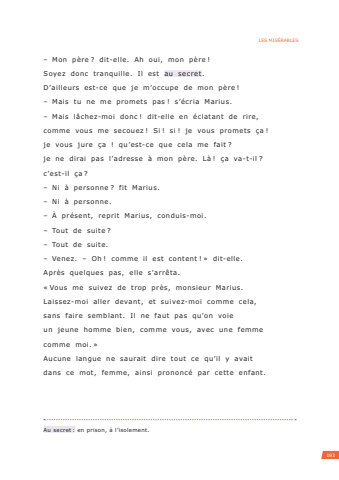 LES MISÉRABLES
– Mon père ? dit-elle. Ah oui, mon père !
Soyez donc tranquille. Il est au secret.
D'ailleurs est-ce que je m'occupe de mon père !
– Mais tu ne me promets pas ! s'écria Marius.
– Mais lâchez-moi donc ! dit-elle en éclatant de rire,
comme vous me secouez ! Si ! si ! je vous promets ça !
je vous jure ça ! qu'est-ce que cela me fait ?
je ne dirai pas l'adresse à mon père. Là ! ça va-t-il ?
c'est-il ça ?
– Ni à personne ? fit Marius.
– Ni à personne.
– À présent, reprit Marius, conduis-moi.
– Tout de suite ?
– Tout de suite.
– Venez. – Oh ! comme il est content ! » dit-elle.
Après quelques pas, elle s'arrêta.
« Vous me suivez de trop près, monsieur Marius.
Laissez-moi aller devant, et suivez-moi comme cela,
sans faire semblant. Il ne faut pas qu'on voie
un jeune homme bien, comme vous, avec une femme
comme moi. »
Aucune langue ne saurait dire tout ce qu'il y avait
dans ce mot, femme, ainsi prononcé par cette enfant.
Au secret : en prison, à l'isolement.